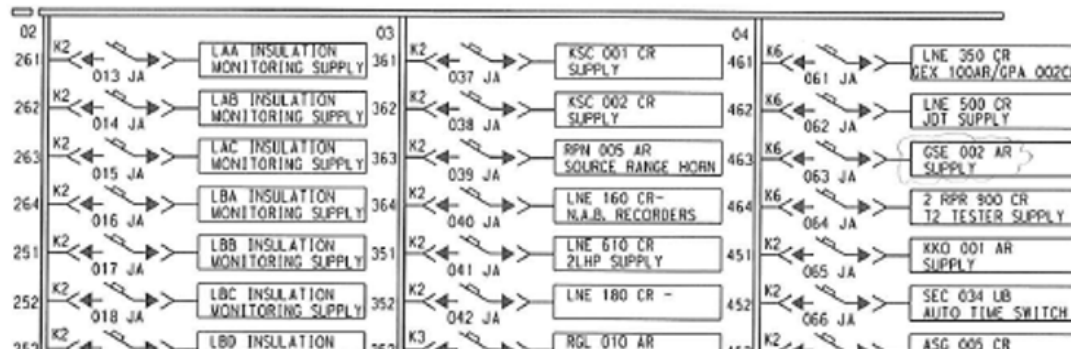 02
261
K2
013 JA
LAA INSULATION
MONITORING SUPPLY
262
K2
014 JA
LAB INSULATION
MONITORING SUPPLY
263
K2
015 JA
LAC INSULATION
MONITORING SUPPLY
264
K2
016 JA
LBA INSULATION
MONITORING SUPPLY
251
K2
017 JA
LBB INSULATION
MONITORING SUPPLY
252
K2
018 JA
LBC INSULATION
MONITORING SUPPLY
K2
LBD INSULATION
03
361
K2
037 JA
KSC 001 CR
SUPPLY
362
K2
038 JA
KSC 002 CR
SUPPLY
363
K2
039 JA
RPN 005 AR
SOURCE RANGE HORN
364
K2
040 JA
LNE 160 CR-
N.A.B. RECORDERS
351
K2
041 JA
LNE 610 CR
2LHP SUPPLY
352
K2
042 JA
LNE 180 CR -
K3
RGL 010 AR
04
461
K6
061 JA
LNE 350 CR
GEX 100AR/GPA 002CR
462
K6
062 JA
LNE 500 CR
JDT SUPPLY
463
K6
063 JA
GSE 002 AR
SUPPLY
464
K6
064 JA
2 RPR 900 CR
T2 TESTER SUPPLY
451
K2
065 JA
KKO 001 AR
SUPPLY
452
K2
066 JA
SEC 034 UB
AUTO TIME SWITCH
K2
ASG 005 CR